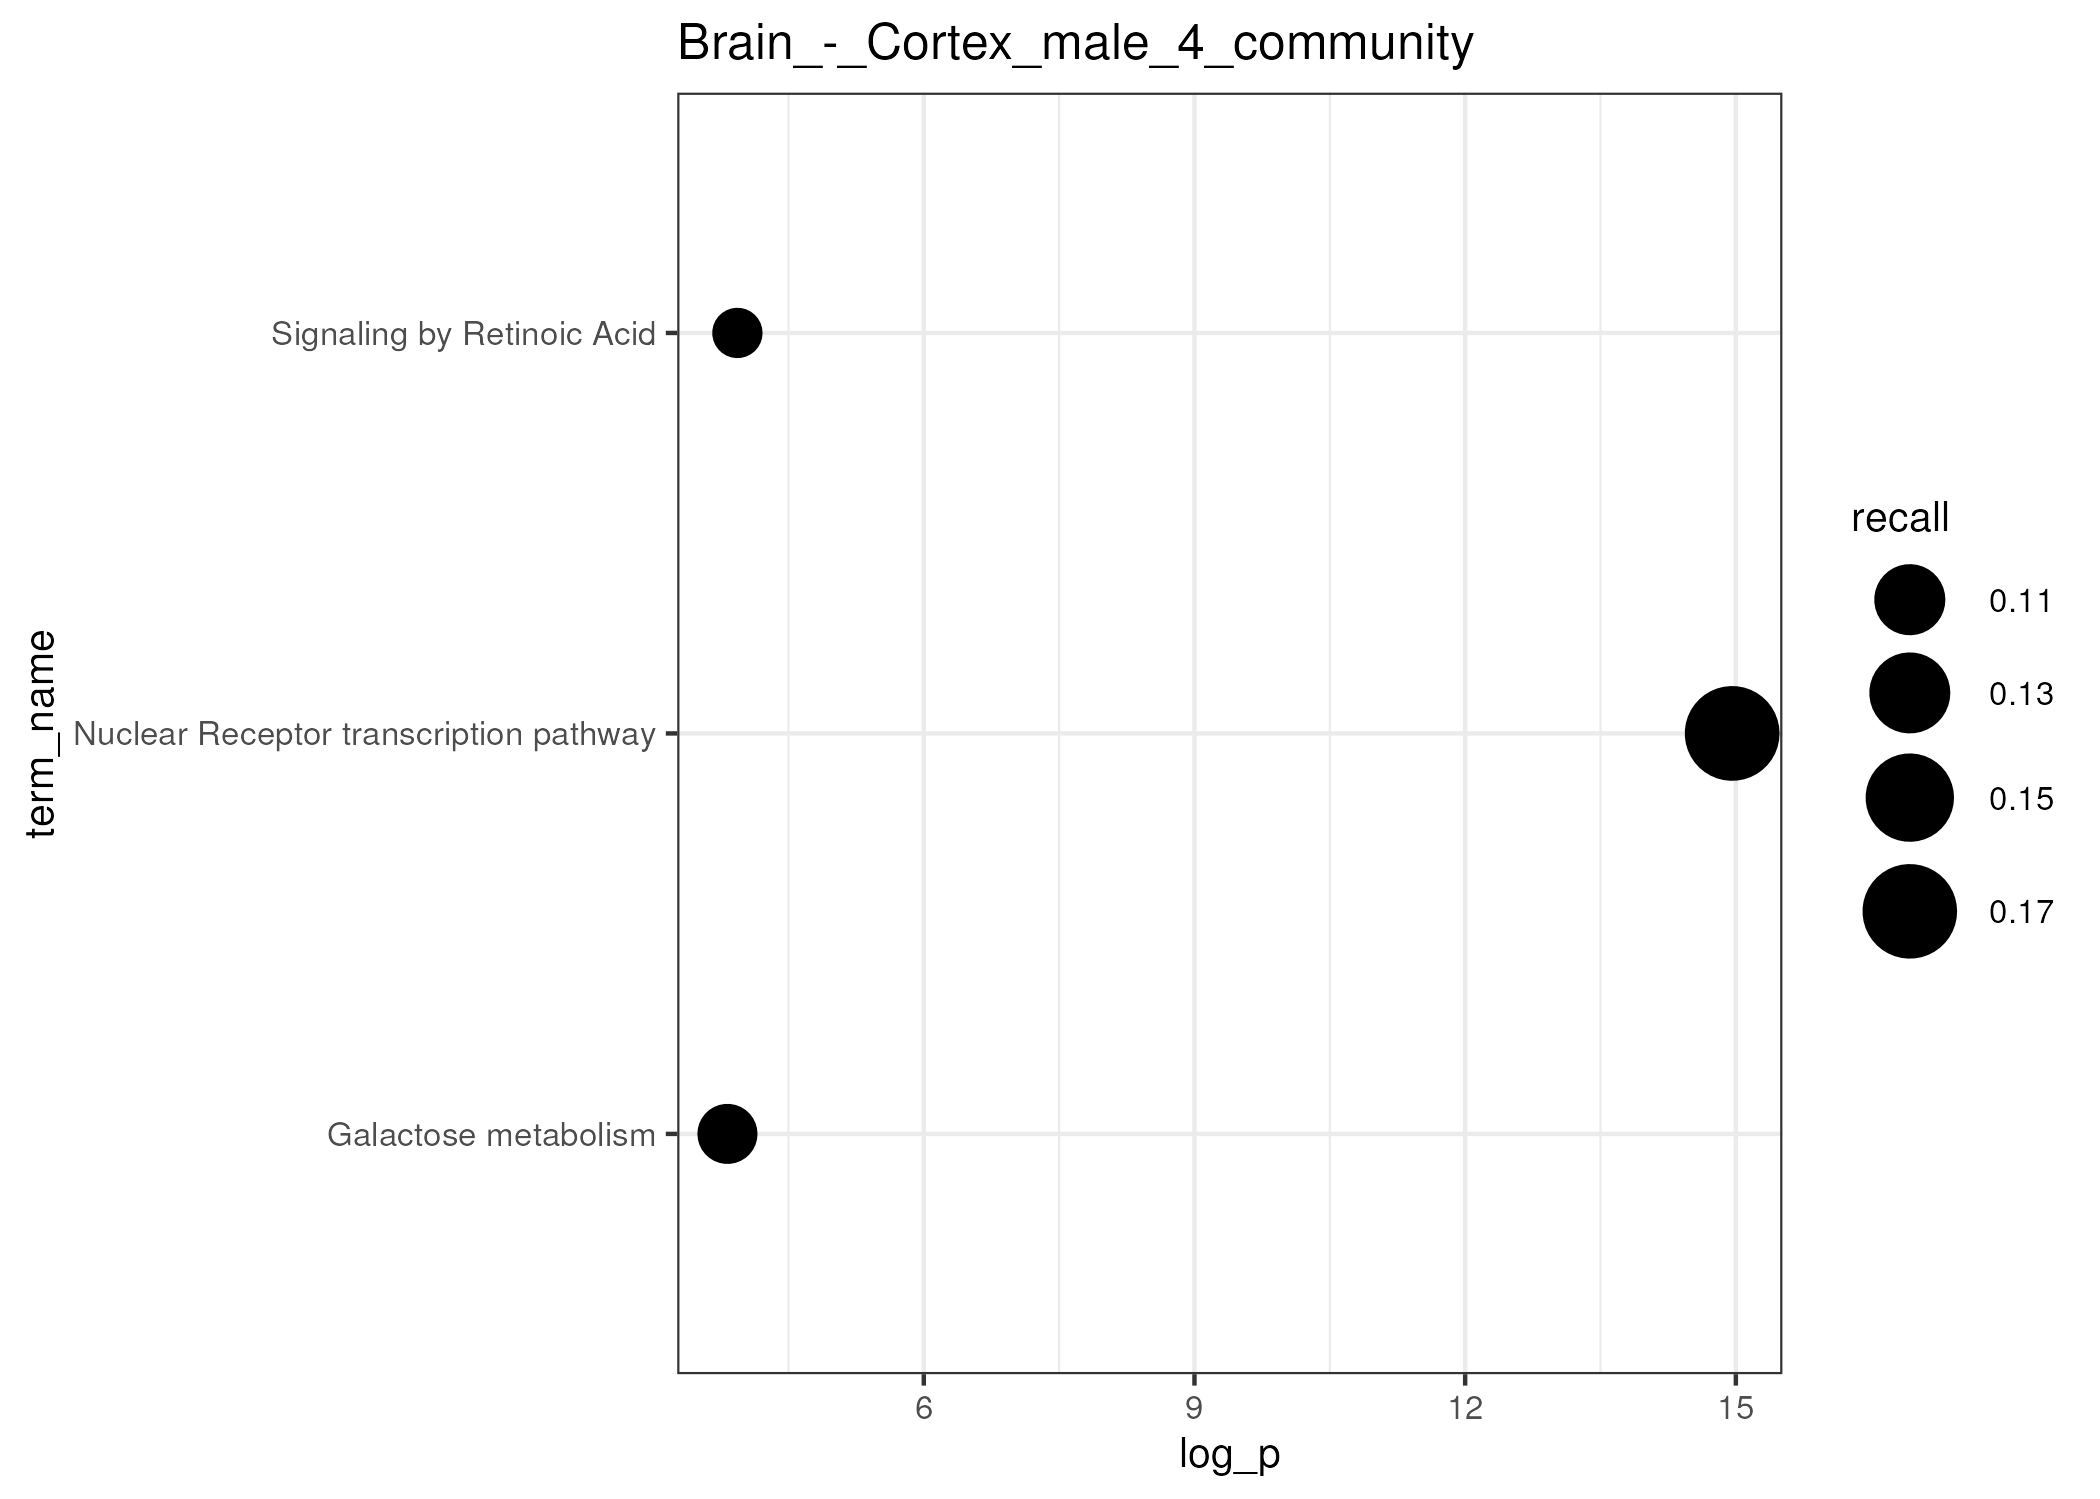 Brain_-_Cortex_male_4_community
term_name
Signaling by Retinoic Acid
Nuclear Receptor transcription pathway
Galactose metabolism
6
9
12
15
log_p
recall
0.11
0.13
0.15
0.17